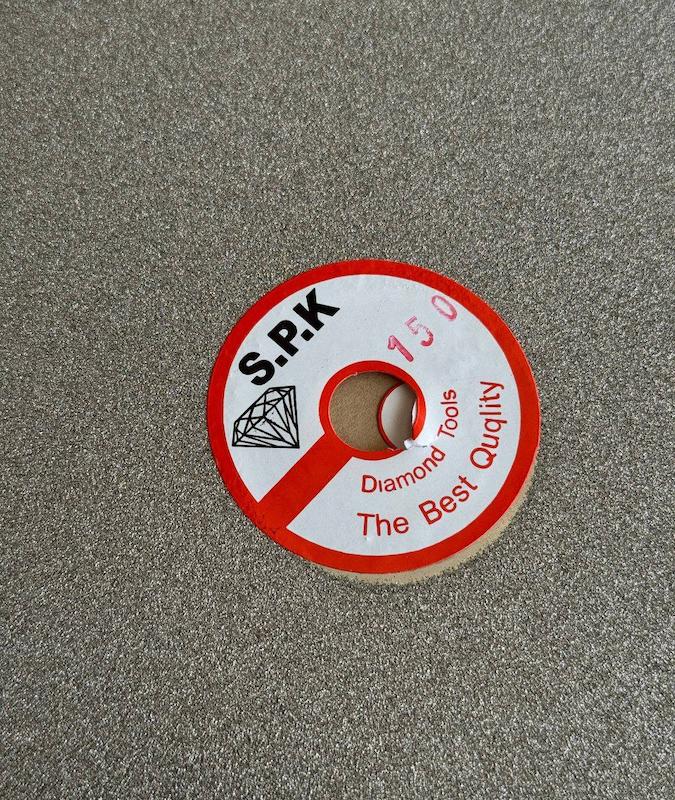 S.P.K
150
Diamond Tools
The Best Quqlity